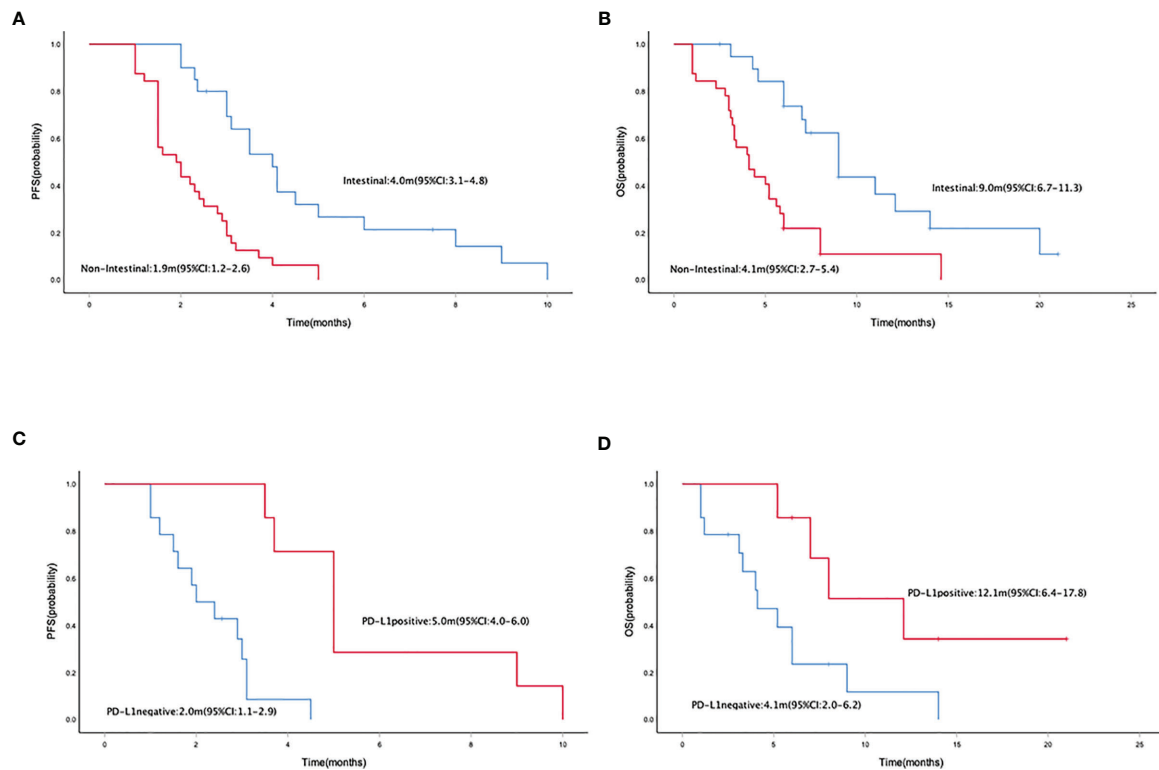 A
B
1.0
0.8
0.6
0.4
0.2
0.0
PFS(probability)
Intestinal:4.0m(95%CI:3.1–4.8)
Non-Intestinal:1.9m(95%CI:1.2–2.6)
0
2
4
6
8
10
Time(months)
1.0
0.8
0.6
0.4
0.2
0.0
OS(probability)
Intestinal:9.0m(95%CI:6.7–11.3)
Non-Intestinal:4.1m(95%CI:2.7–5.4)
0
5
10
15
20
25
Time(months)
C
D
1.0
0.8
0.6
0.4
0.2
0.0
PFS(probability)
PD-L1positive:5.0m(95%CI:4.0–6.0)
PD-L1negative:2.0m(95%CI:1.1–2.9)
0
2
4
6
8
10
Time(months)
1.0
0.8
0.6
0.4
0.2
0.0
OS(probability)
PD-L1positive:12.1m(95%CI:6.4–17.8)
PD-L1negative:4.1m(95%CI:2.0–6.2)
0
5
10
15
20
25
Time(months)